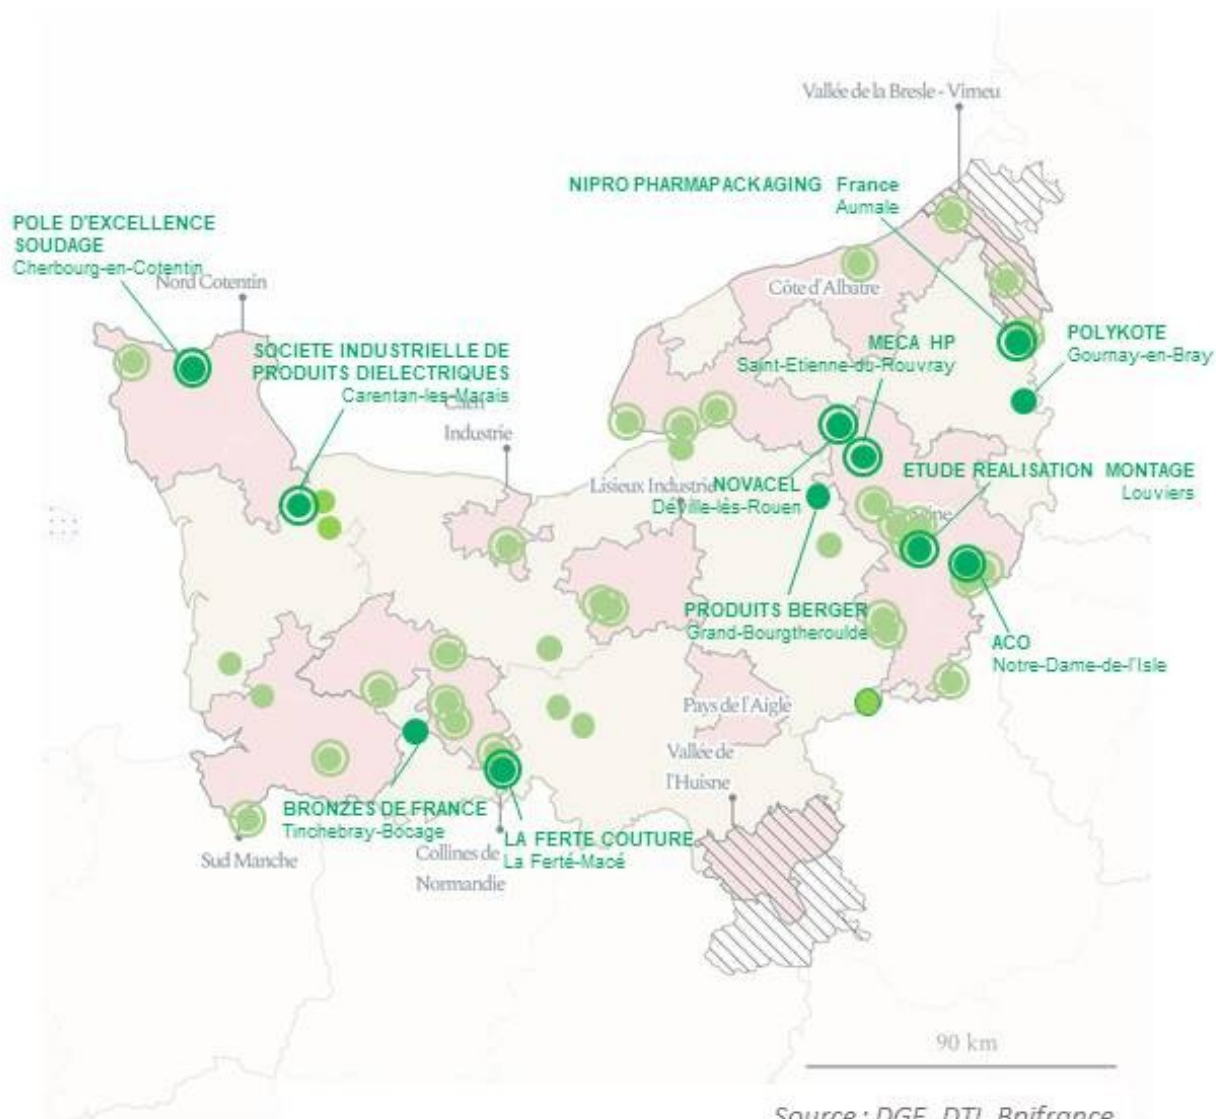 Vallée de la Bresle - Vimeu
NIPRO PHARMAPACKAGING France
Aumale
POLE D'EXCELLENCE
SOUDAGE
Cherbourg-en-Cotentin
Nord Cotentin
Côte d'Albatre
SOCIETE INDUSTRIELLE DE
PRODUITS DIELECTRIQUES
Carentan-les-Marais
MECA HP
Saint-Etienne-du-Rouvray
POLYKOTE
Gournay-en-Bray
Caen
Industrie
ETUDE REALISATION MONTAGE
Louviers
Lisieux Industrie
NOVACEL
Déville-lès-Rouen
Seine
PRODUITS BERGER
Grand-Bourgtheroulde
ACO
Notre-Dame-de-l'Isle
Pays de l'Aigle
Vallée de
l'Huisne
BRONZES DE FRANCE
Tinchebray-Bocage
LA FERTE COUTURE
La Ferté-Macé
Sud Manche
Collines de
Normandie
90 km
Source : DGE, DTI, Bpifrance